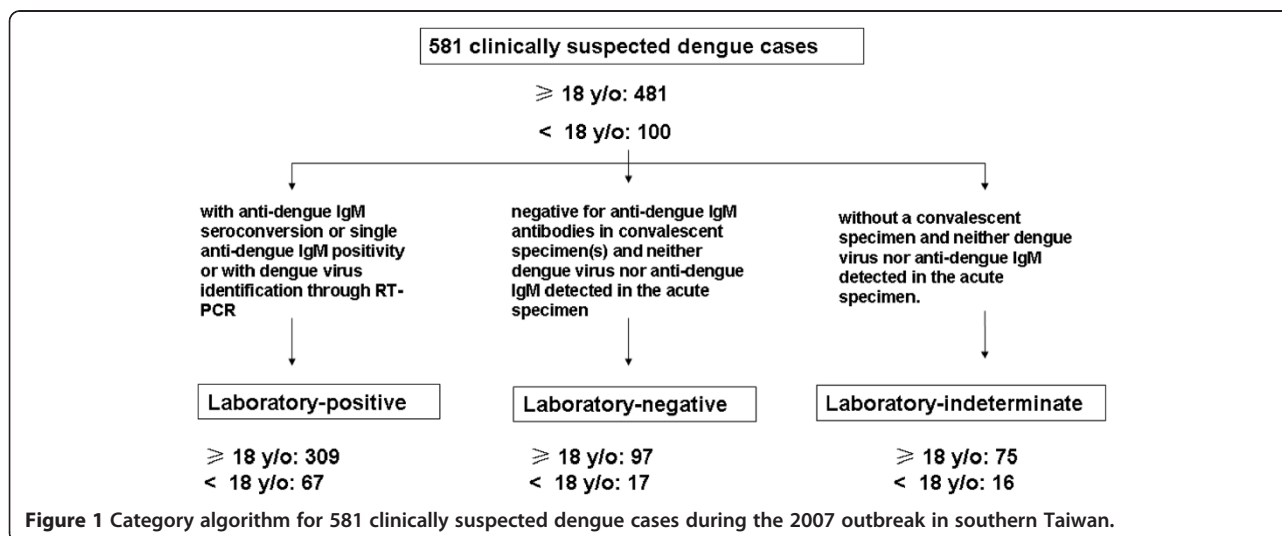 581 clinically suspected dengue cases
⩾ 18 y/o: 481
< 18 y/o: 100
with anti-dengue IgM
seroconversion or single
anti-dengue IgM positivity
or with dengue virus
identification through RT-
PCR
negative for anti-dengue IgM
antibodies in convalescent
specimen(s) and neither
dengue virus nor anti-dengue
IgM detected in the acute
specimen
without a convalescent
specimen and neither dengue
virus nor anti-dengue IgM
detected in the acute
specimen.
Laboratory-positive
Laboratory-negative
Laboratory-indeterminate
⩾ 18 y/o: 309
< 18 y/o: 67
⩾ 18 y/o: 97
< 18 y/o: 17
⩾ 18 y/o: 75
< 18 y/o: 16
Figure 1 Category algorithm for 581 clinically suspected dengue cases during the 2007 outbreak in southern Taiwan.